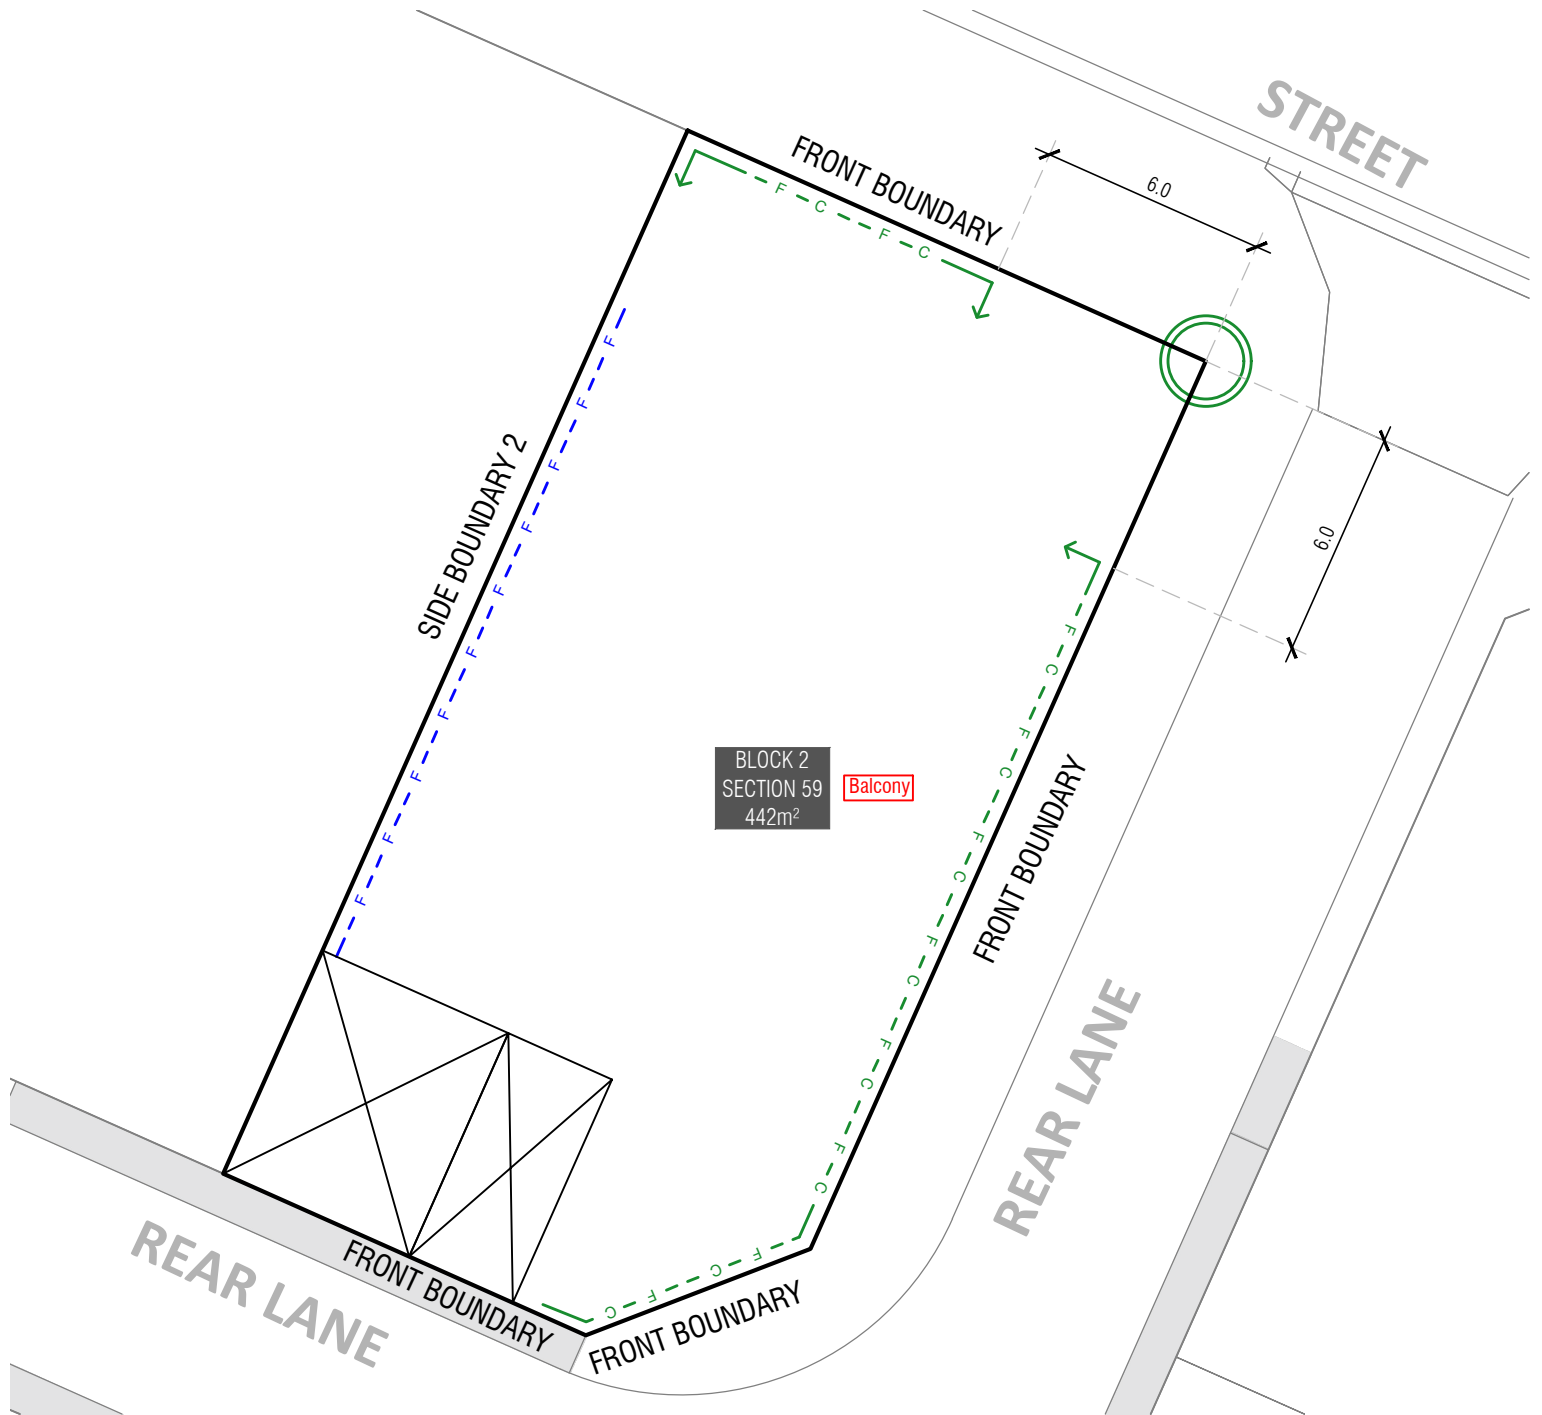 STREET
FRONT BOUNDARY
6.0
F C F C
SIDE BOUNDARY 2
F F F F F F F F F F
6.0
BLOCK 2
SECTION 59
442m²
Balcony
FRONT BOUNDARY
F C F C F C F C F C F C
REAR LANE
F C F C
FRONT BOUNDARY
FRONT BOUNDARY
REAR LANE